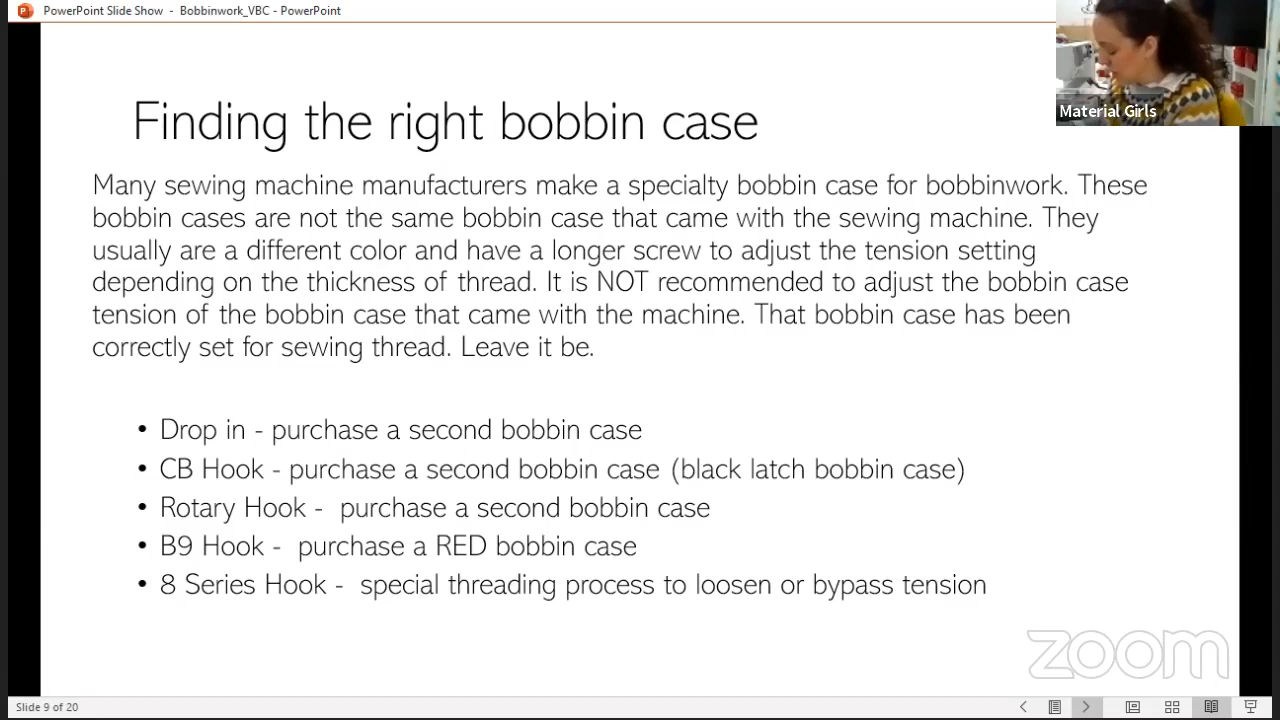 PowerPoint Slide Show - Bobbinwork_VBC - PowerPoint
Material Girls
Finding the right bobbin case
Many sewing machine manufacturers make a specialty bobbin case for bobbinwork. These
bobbin cases are not the same bobbin case that came with the sewing machine. They
usually are a different color and have a longer screw to adjust the tension setting
depending on the thickness of thread. It is NOT recommended to adjust the bobbin case
tension of the bobbin case that came with the machine. That bobbin case has been
correctly set for sewing thread. Leave it be.
• Drop in - purchase a second bobbin case
• CB Hook - purchase a second bobbin case (black latch bobbin case)
• Rotary Hook - purchase a second bobbin case
• B9 Hook - purchase a RED bobbin case
• 8 Series Hook - special threading process to loosen or bypass tension
zoom
Slide 9 of 20